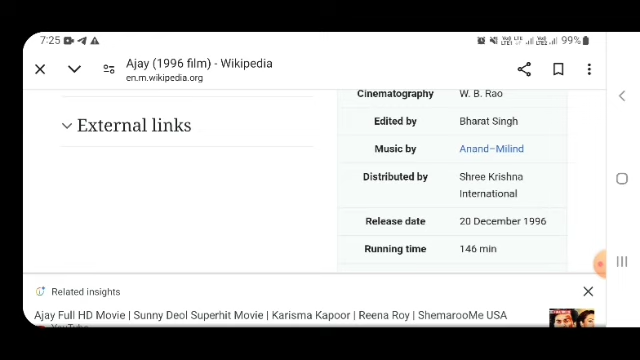 7:25 99%
Ajay (1996 film) - Wikipedia
en.m.wikipedia.org
Cinematography W. B. Rao
External links
Edited by Bharat Singh
Music by Anand–Milind
Distributed by Shree Krishna
International
Release date 20 December 1996
Running time 146 min
Related insights
Ajay Full HD Movie | Sunny Deol Superhit Movie | Karisma Kapoor | Reena Roy | ShemarooMe USA
YouTube